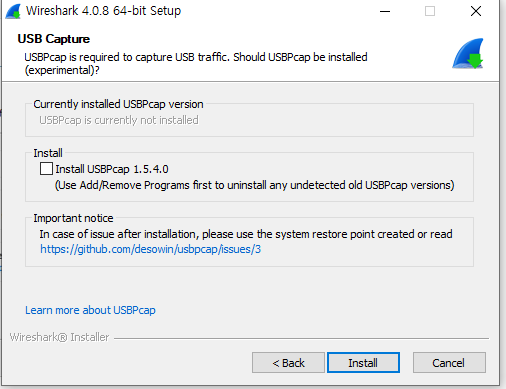 Wireshark 4.0.8 64-bit Setup
USB Capture
USBPcap is required to capture USB traffic. Should USBPcap be installed
(experimental)?
Currently installed USBPcap version
USBPcap is currently not installed
Install
Install USBPcap 1.5.4.0
(Use Add/Remove Programs first to uninstall any undetected old USBPcap versions)
Important notice
In case of issue after installation, please use the system restore point created or read
https://github.com/desowin/usbpcap/issues/3
Learn more about USBPcap
Wireshark® Installer
< Back
Install
Cancel